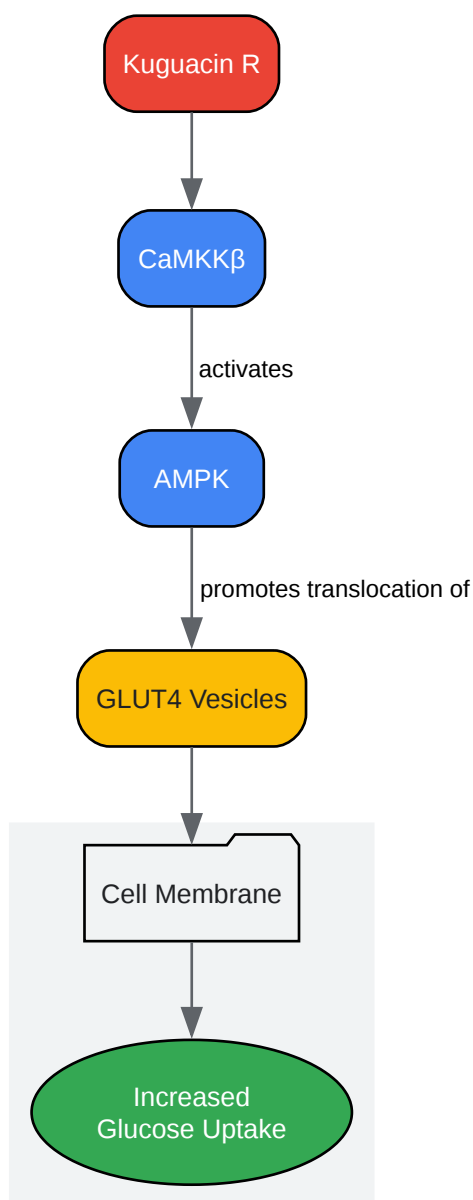 Kuguacin R
CaMKKβ
activates
AMPK
promotes translocation of
GLUT4 Vesicles
Cell Membrane
Increased
Glucose Uptake